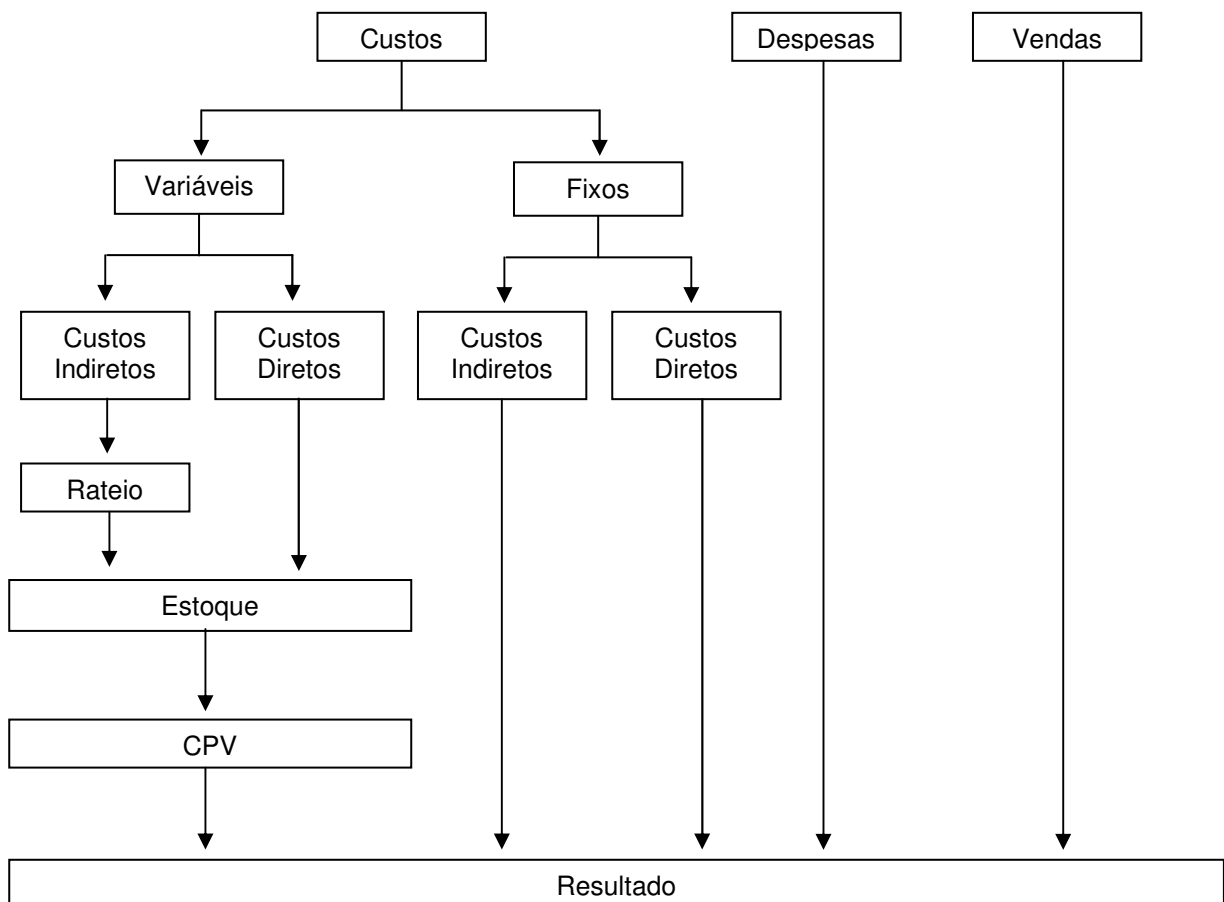 Custos
Despesas
Vendas
Variáveis
Fixos
Custos
Indiretos
Custos
Diretos
Custos
Indiretos
Custos
Diretos
Rateio
Estoque
CPV
Resultado